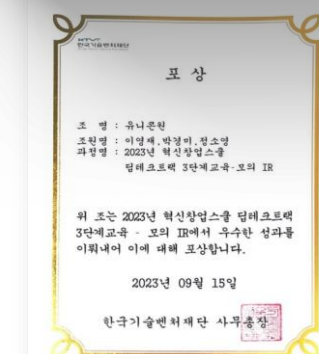 한국기술벤처재단
포 상
조 명 : 유니콘원
조원명 : 이영재,박경미,정소영
과정명 : 2023년 혁신창업스쿨
딥테크트랙 3단계교육-모의 IR
위 조는 2023년 혁신창업스쿨 딥테크트랙
3단계교육 - 모의 IR에서 우수한 성과를
이뤄내어 이에 대해 포상합니다.
2023년 09월 15일
한국기술벤처재단 사무총장